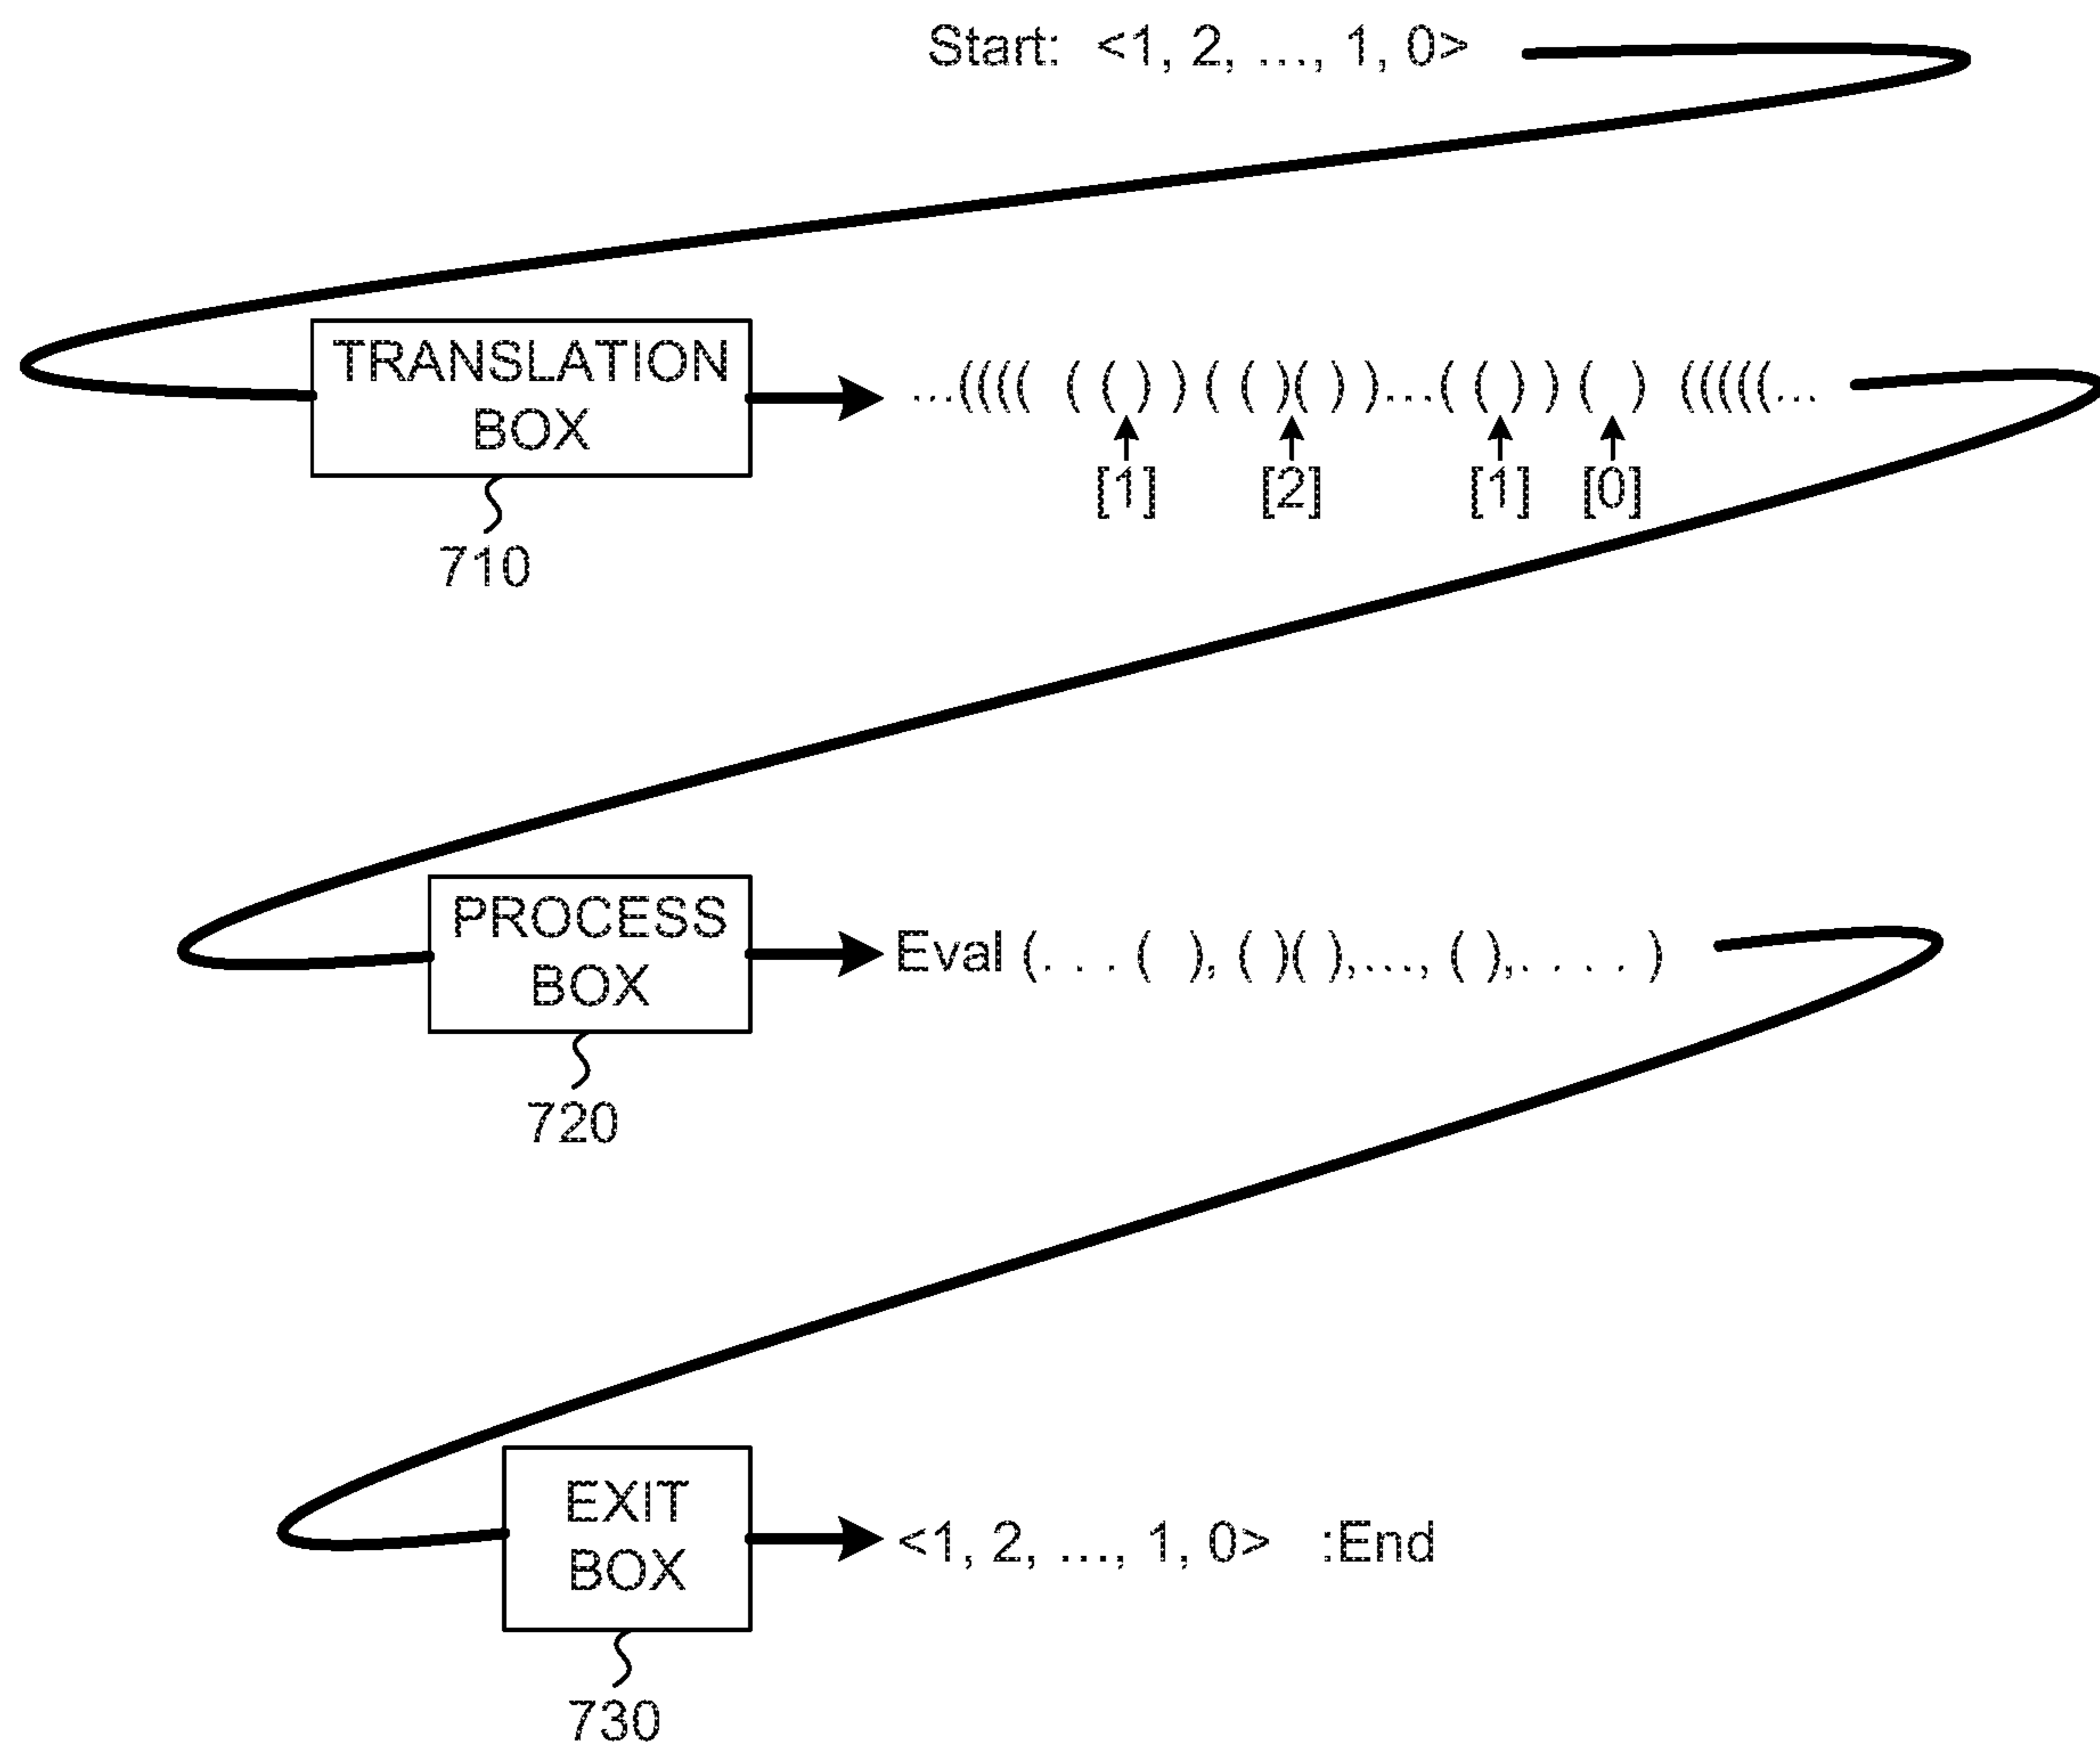 Start: <1, 2, ..., 1, 0>
TRANSLATION
BOX
...(((( ( ( ) ) ( ( )( ) )...( ( ) ) ( ) (((((...
[1] [2] [1] [0]
710
PROCESS
BOX
Eval (. . . ( ), ( )( ),..., ( ),. . . . )
720
EXIT
BOX
<1, 2, ..., 1, 0> :End
730